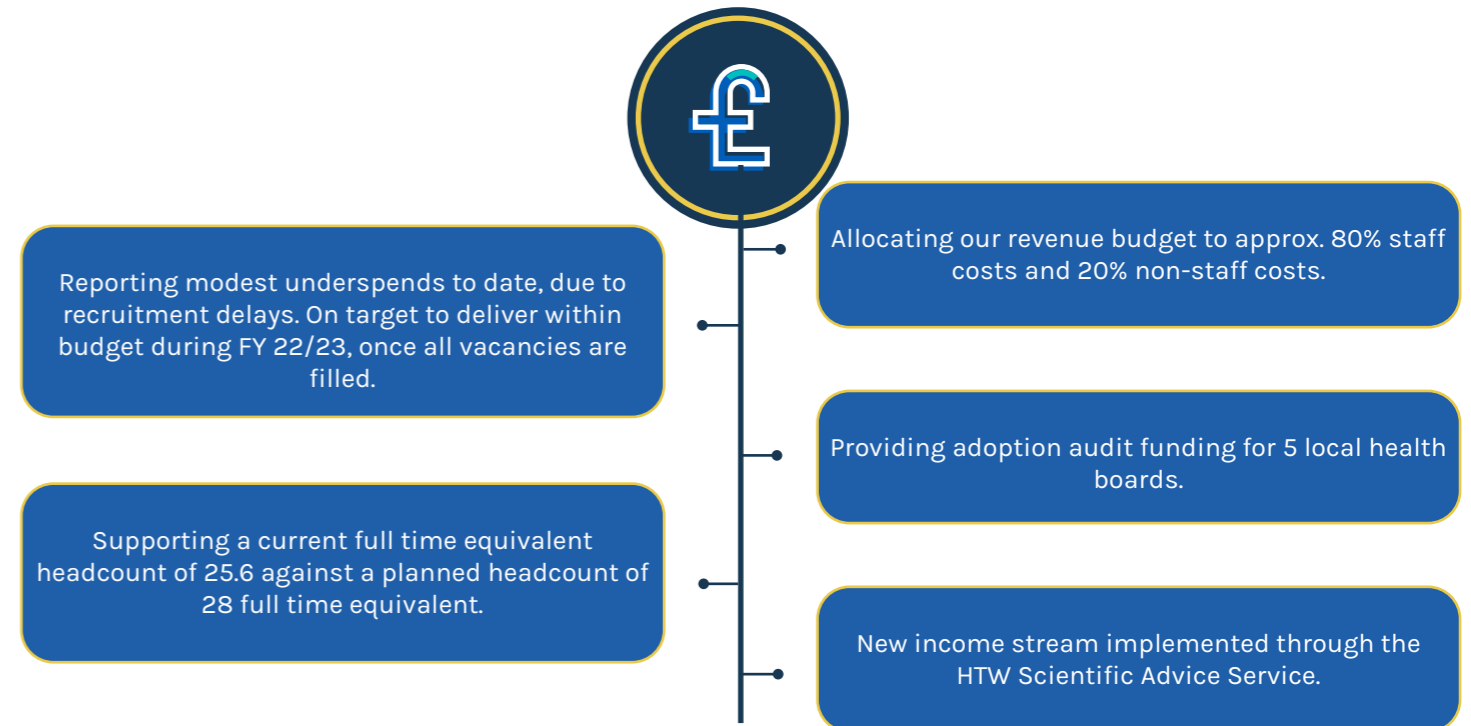 £
Allocating our revenue budget to approx. 80% staff
costs and 20% non-staff costs.
Reporting modest underspends to date, due to
recruitment delays. On target to deliver within
budget during FY 22/23, once all vacancies are
filled.
Providing adoption audit funding for 5 local health
boards.
Supporting a current full time equivalent
headcount of 25.6 against a planned headcount of
28 full time equivalent.
New income stream implemented through the
HTW Scientific Advice Service.